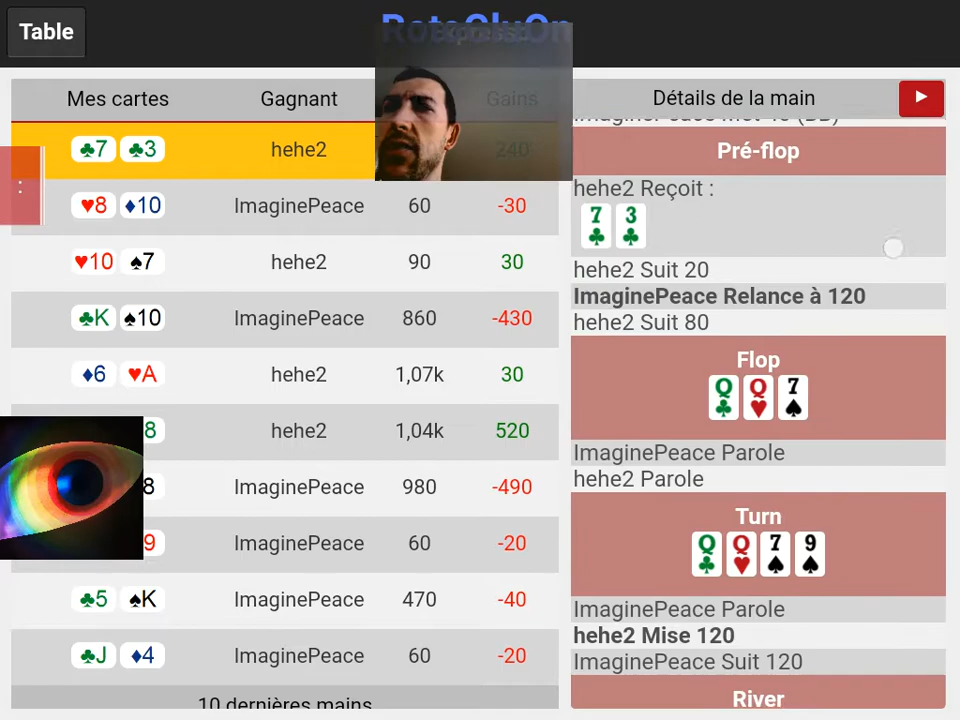 Table
Mes cartes Gagnant Gains
♣7 ♣3 hehe2 240
♥8 ♦10 ImaginePeace 60 -30
♥10 ♠7 hehe2 90 30
♣K ♠10 ImaginePeace 860 -430
♦6 ♥A hehe2 1,07k 30
8 hehe2 1,04k 520
8 ImaginePeace 980 -490
9 ImaginePeace 60 -20
♣5 ♠K ImaginePeace 470 -40
♣J ♦4 ImaginePeace 60 -20
10 dernières mains
Détails de la main
Pré-flop
hehe2 Reçoit :
7♣ 3♣
hehe2 Suit 20
ImaginePeace Relance à 120
hehe2 Suit 80
Flop
Q♣ Q♥ 7♠
ImaginePeace Parole
hehe2 Parole
Turn
Q♣ Q♥ 7♠ 9♠
ImaginePeace Parole
hehe2 Mise 120
ImaginePeace Suit 120
River